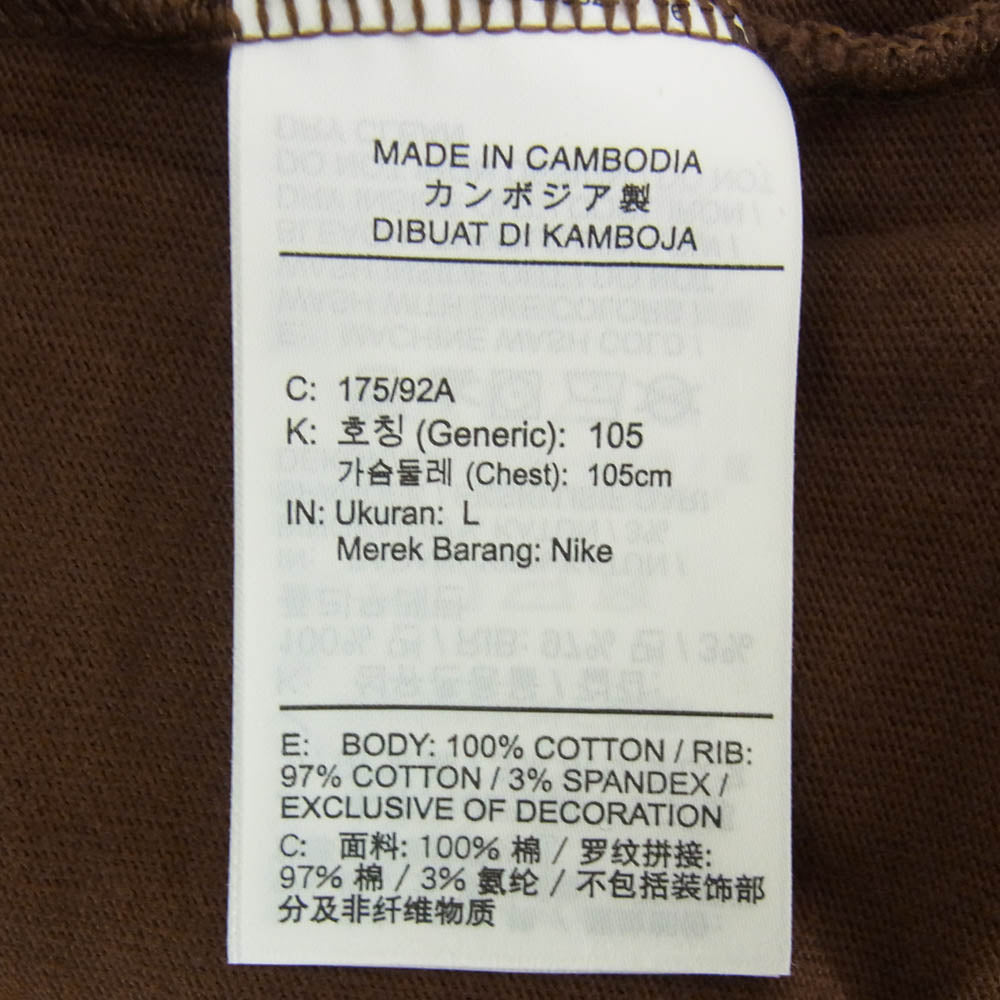 MADE IN CAMBODIA
カンボジア製
DIBUAT DI KAMBOJA
C: 175/92A
K: 호칭 (Generic): 105
가슴둘레 (Chest): 105cm
IN: Ukuran: L
Merek Barang: Nike
E: BODY: 100% COTTON / RIB:
97% COTTON / 3% SPANDEX /
EXCLUSIVE OF DECORATION
C: 面料: 100% 棉 / 罗纹拼接:
97% 棉 / 3% 氨纶 / 不包括装饰部
分及非纤维物质